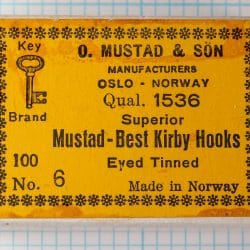 Key
Brand
O. MUSTAD & SON
MANUFACTURERS
OSLO - NORWAY
Qual. 1536
Superior
Mustad-Best Kirby Hooks
100
Eyed Tinned
No. 6
Made in Norway